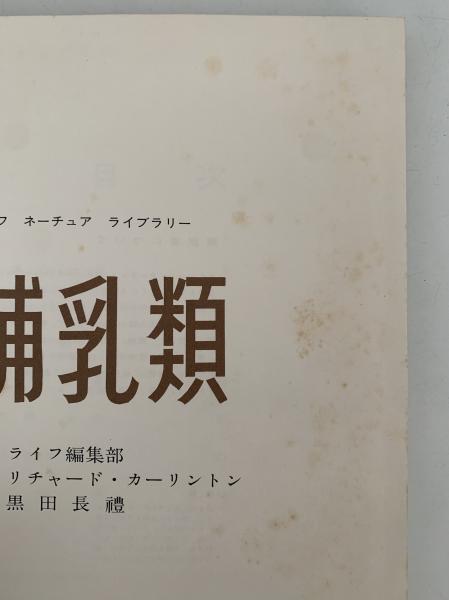 フ ネーチュア ライブラリー
哺乳類
ライフ編集部
リチャード・カーリントン
黒田長禮